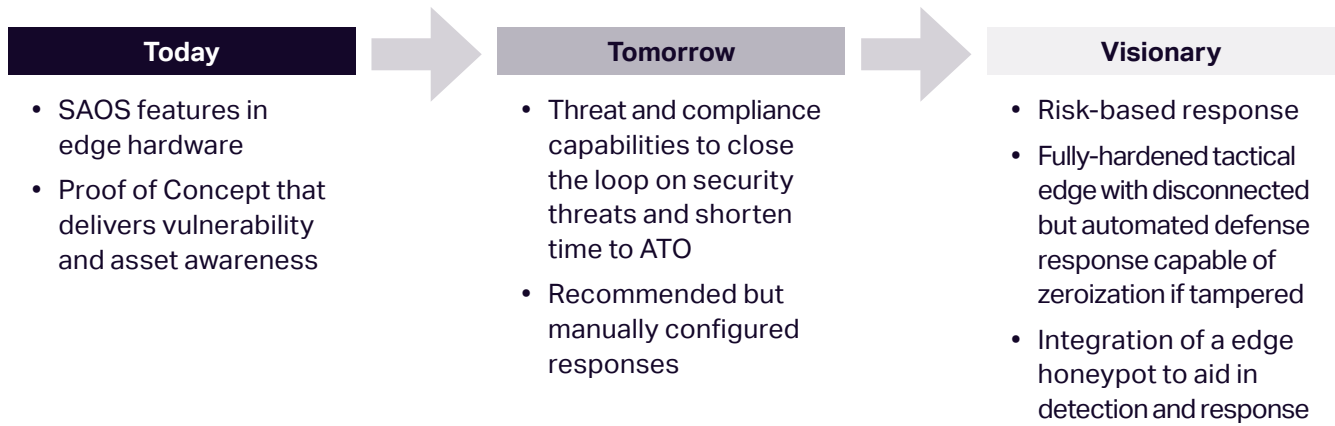 Today
• SAOS features in
edge hardware
• Proof of Concept that
delivers vulnerability
and asset awareness
Tomorrow
• Threat and compliance
capabilities to close
the loop on security
threats and shorten
time to ATO
• Recommended but
manually configured
responses
Visionary
• Risk-based response
• Fully-hardened tactical
edge with disconnected
but automated defense
response capable of
zeroization if tampered
• Integration of a edge
honeypot to aid in
detection and response